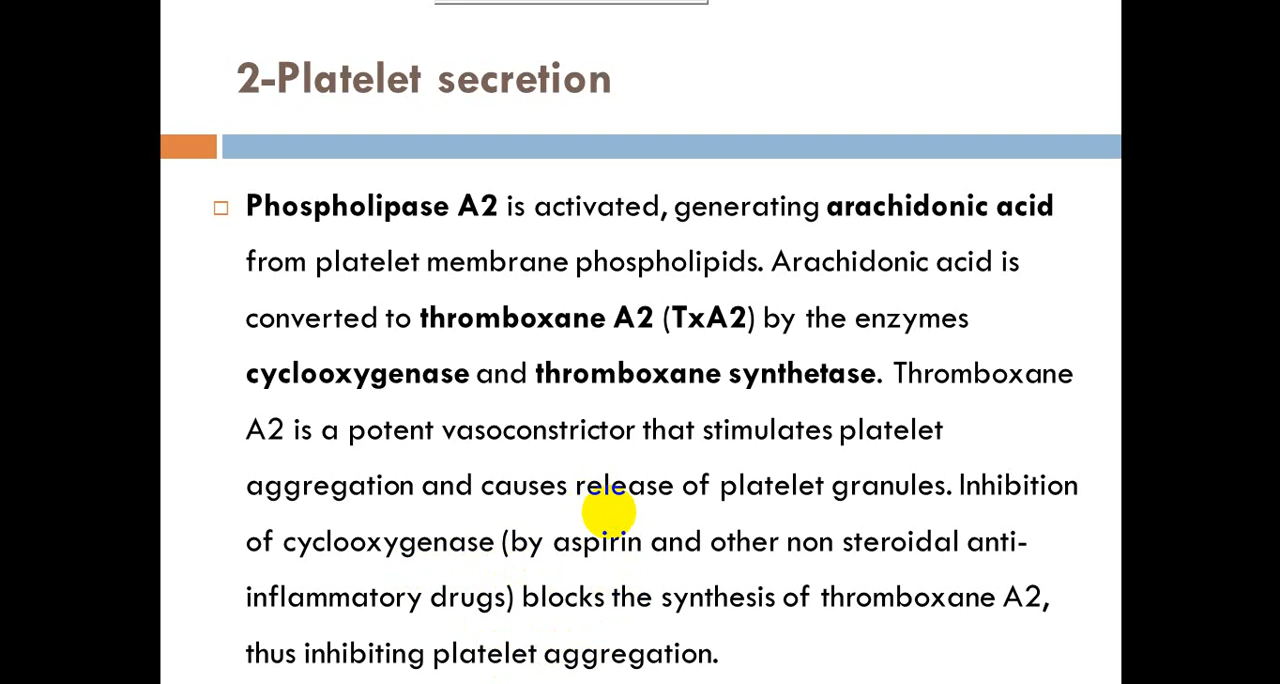 2-Platelet secretion
Phospholipase A2 is activated, generating arachidonic acid
from platelet membrane phospholipids. Arachidonic acid is
converted to thromboxane A2 (TxA2) by the enzymes
cyclooxygenase and thromboxane synthetase. Thromboxane
A2 is a potent vasoconstrictor that stimulates platelet
aggregation and causes release of platelet granules. Inhibition
of cyclooxygenase (by aspirin and other non steroidal anti-
inflammatory drugs) blocks the synthesis of thromboxane A2,
thus inhibiting platelet aggregation.